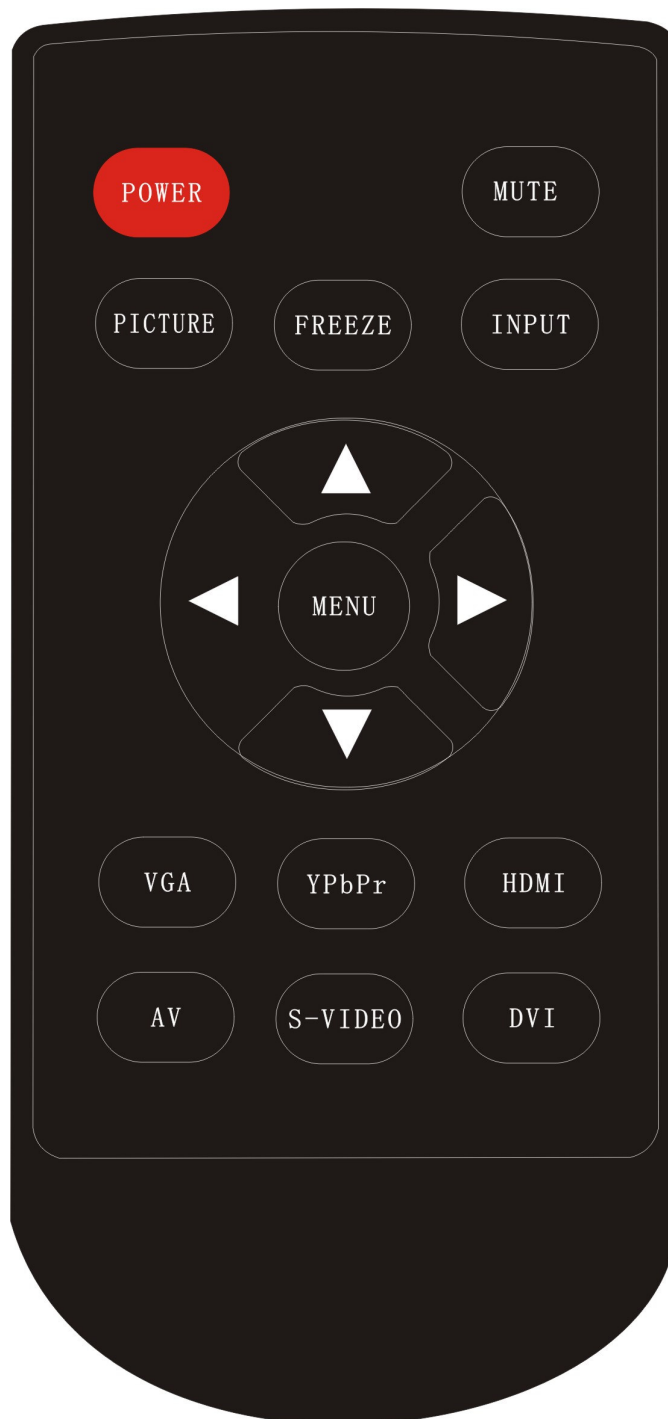 POWER MUTE
PICTURE FREEZE INPUT
MENU
VGA YPbPr HDMI
AV S-VIDEO DVI